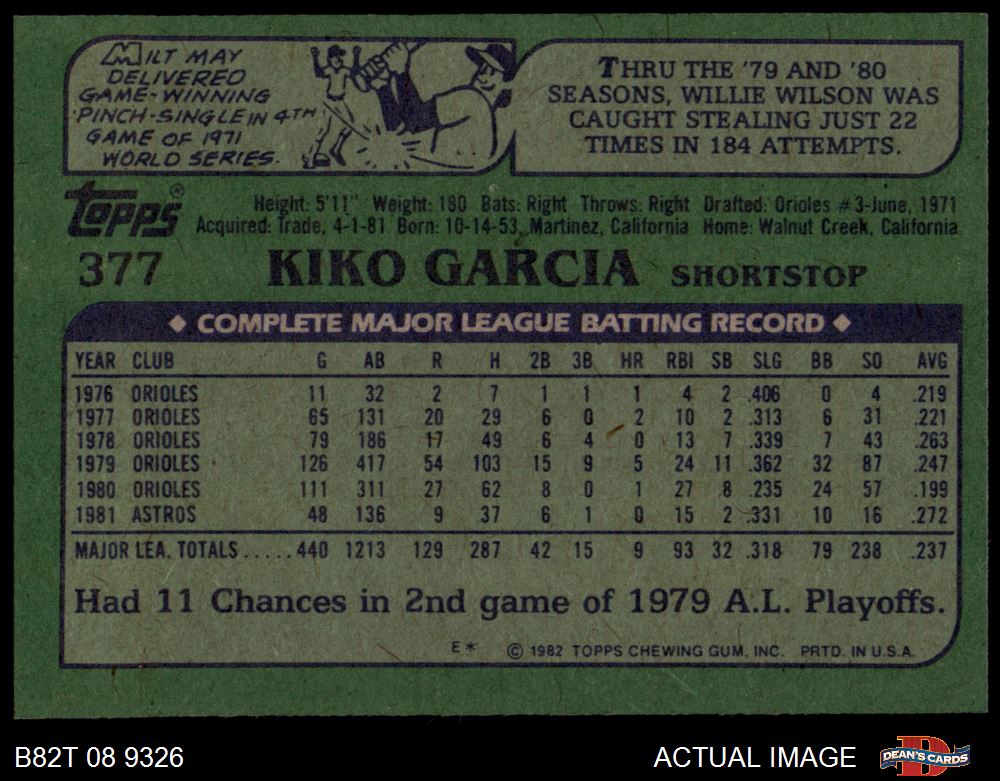 MILT MAY
DELIVERED
GAME-WINNING
PINCH-SINGLE IN 4TH
GAME OF 1971
WORLD SERIES.
THRU THE '79 AND '80
SEASONS, WILLIE WILSON WAS
CAUGHT STEALING JUST 22
TIMES IN 184 ATTEMPTS.
Topps®
Height: 5'11" Weight: 180 Bats: Right Throws: Right Drafted: Orioles #3-June, 1971
Acquired: Trade, 4-1-81 Born: 10-14-53, Martinez, California Home: Walnut Creek, California
377 KIKO GARCIA SHORTSTOP
◆ COMPLETE MAJOR LEAGUE BATTING RECORD ◆
YEAR CLUB G AB R H 2B 3B HR RBI SB SLG BB SO AVG
1976 ORIOLES 11 32 2 7 1 1 1 4 2 .406 0 4 .219
1977 ORIOLES 65 131 20 29 6 0 2 10 2 .313 6 31 .221
1978 ORIOLES 79 186 17 49 6 4 0 13 7 .339 7 43 .263
1979 ORIOLES 126 417 54 103 15 9 5 24 11 .362 32 87 .247
1980 ORIOLES 111 311 27 62 8 0 1 27 8 .235 24 57 .199
1981 ASTROS 48 136 9 37 6 1 0 15 2 .331 10 16 .272
MAJOR LEA. TOTALS.....440 1213 129 287 42 15 9 93 32 .318 79 238 .237
Had 11 Chances in 2nd game of 1979 A.L. Playoffs.
E* © 1982 TOPPS CHEWING GUM, INC. PRTD. IN U.S.A.
B82T 08 9326
ACTUAL IMAGE
DEAN'S CARDS